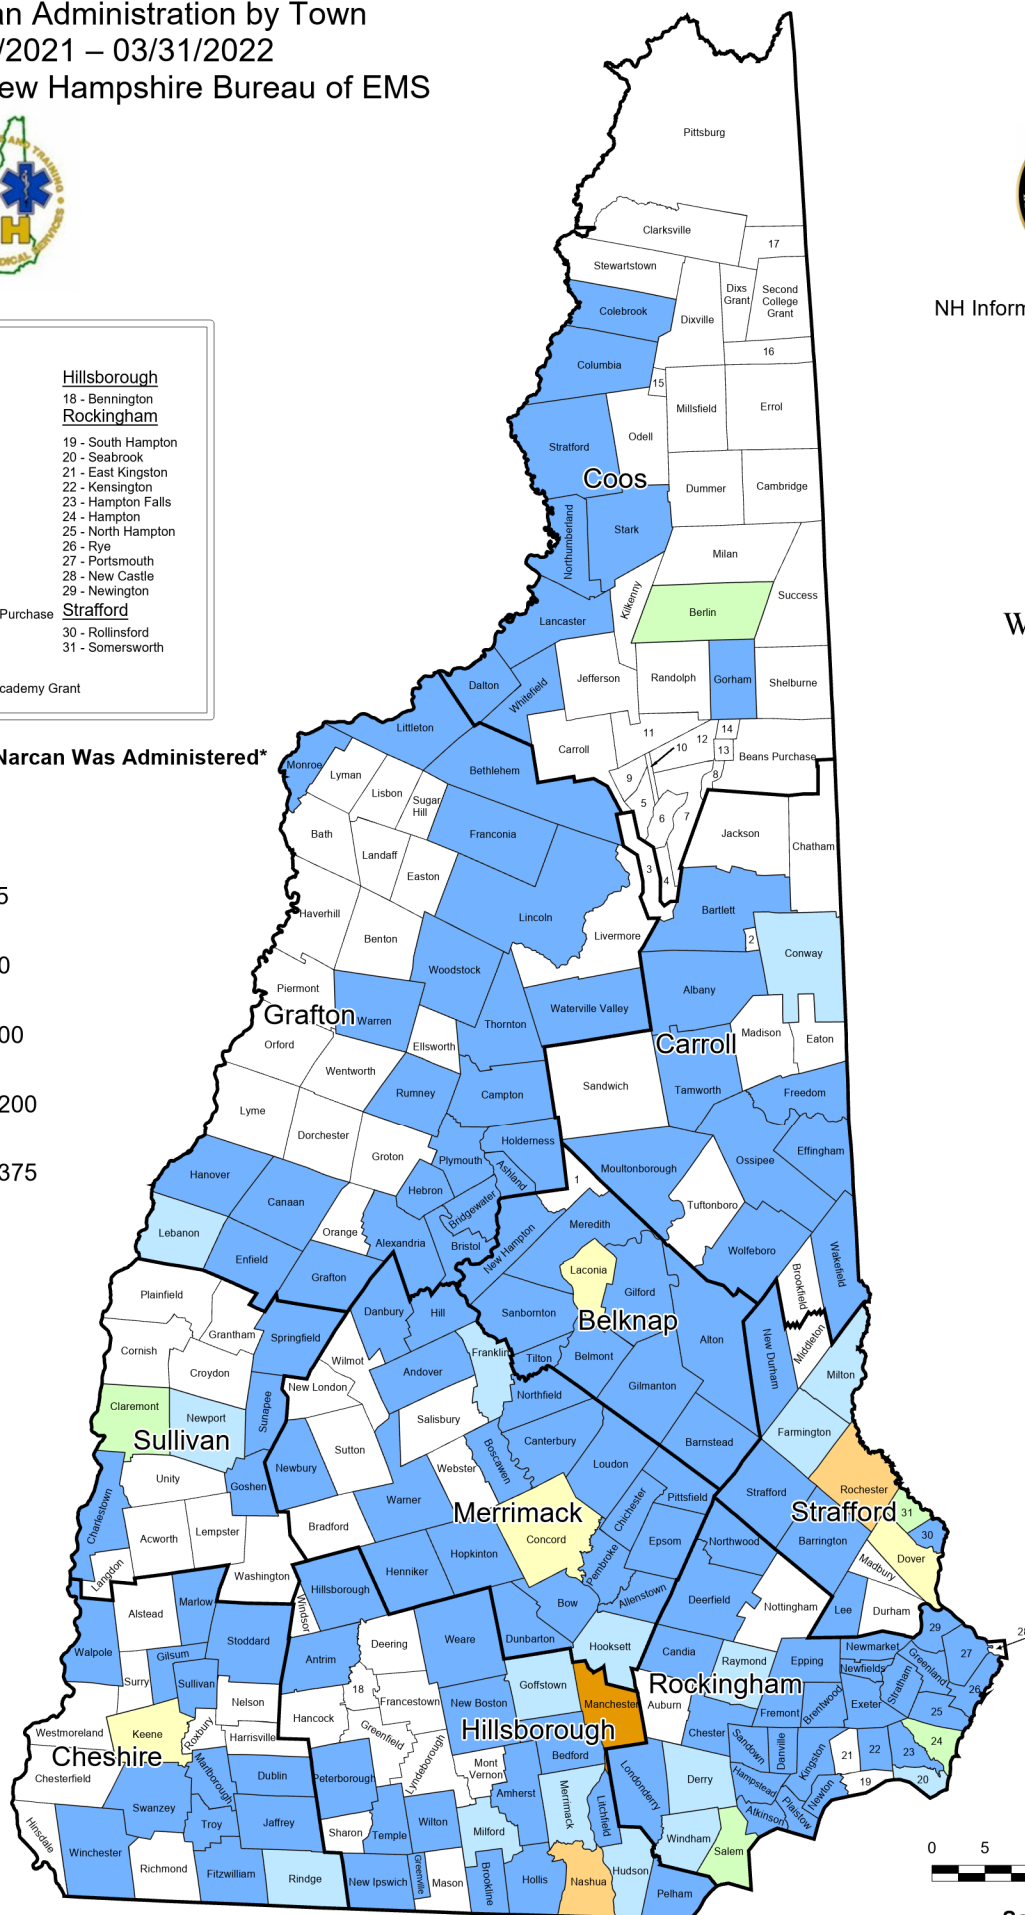 an Administration by Town
/2021 – 03/31/2022
ew Hampshire Bureau of EMS
NH Inform
Hillsborough
18 - Bennington
Rockingham
19 - South Hampton
20 - Seabrook
21 - East Kingston
22 - Kensington
23 - Hampton Falls
24 - Hampton
25 - North Hampton
26 - Rye
27 - Portsmouth
28 - New Castle
29 - Newington
Purchase
Strafford
30 - Rollinsford
31 - Somersworth
cademy Grant
Narcan Was Administered*
5
0
00
200
375
Pittsburg
Clarksville
17
Stewartstown
Dixs
Grant
Second
College
Grant
Colebrook
Dixville
16
Columbia
15
Millsfield
Errol
Odell
Stratford
Coos
Dummer
Cambridge
Northumberland
Stark
Milan
Kilkenny
Success
Berlin
Lancaster
Dalton
Whitefield
Jefferson
Randolph
Gorham
Shelburne
Littleton
11
12
14
10
13
Carroll
Beans Purchase
Monroe
Lyman
Bethlehem
9
8
Lisbon
Sugar
Hill
5
6
7
Bath
Franconia
Jackson
Chatham
Landaff
Easton
3
4
Haverhill
Lincoln
Bartlett
Benton
Livermore
2
Conway
Woodstock
Piermont
Albany
Waterville Valley
Grafton
Warren
Thornton
Carroll
Madison
Eaton
Orford
Ellsworth
Wentworth
Sandwich
Rumney
Campton
Tamworth
Freedom
Lyme
Dorchester
Holderness
Groton
Plymouth
Ashland
Moultonborough
Ossipee
Effingham
Hanover
1
Hebron
Canaan
Bridgewater
Tuftonboro
Lebanon
Orange
Alexandria
Bristol
New Hampton
Meredith
Wolfeboro
Wakefield
Enfield
Grafton
Laconia
Gilford
Brookfield
Plainfield
Danbury
Hill
Sanbornton
Belknap
Grantham
Springfield
Alton
New Durham
Middleton
Cornish
Wilmot
Franklin
Tilton
Belmont
Croydon
Andover
Milton
New London
Gilmanton
Northfield
Claremont
Newport
Sunapee
Salisbury
Farmington
Sullivan
Canterbury
Barnstead
Sutton
Boscawen
Webster
Loudon
Newbury
Unity
Goshen
Rochester
Charlestown
Warner
Chichester
Pittsfield
Strafford
Merrimack
Strafford
31
Bradford
Acworth
Lempster
Concord
Epsom
Northwood
Barrington
30
Hopkinton
Pembroke
Dover
Madbury
Langdon
Washington
Henniker
Hillsborough
Allenstown
Windsor
Bow
Deerfield
Nottingham
Lee
Durham
Alstead
Marlow
Stoddard
Deering
Weare
Dunbarton
Hooksett
29
28
Walpole
Gilsum
Antrim
Candia
Raymond
Epping
Newmarket
27
Surry
Sullivan
Goffstown
Rockingham
Newfields
Greenland
26
18
Nelson
Francestown
New Boston
Manchester
Auburn
Brentwood
Exeter
Stratham
Hancock
Fremont
25
Westmoreland
Keene
Roxbury
Harrisville
Greenfield
Hillsborough
Chester
24
Cheshire
Lyndeborough
Bedford
Sandown
Danville
Kingston
21
22
23
Chesterfield
Marlborough
Dublin
Peterborough
Mont
Vernon
Londonderry
Derry
Hampstead
19
20
Swanzey
Amherst
Merrimack
Litchfield
Newton
Plaistow
Hinsdale
Troy
Jaffrey
Sharon
Temple
Wilton
Milford
Atkinson
Windham
Winchester
Richmond
Fitzwilliam
Rindge
New Ipswich
Greenville
Mason
Brookline
Hollis
Nashua
Hudson
Salem
Pelham
0
5